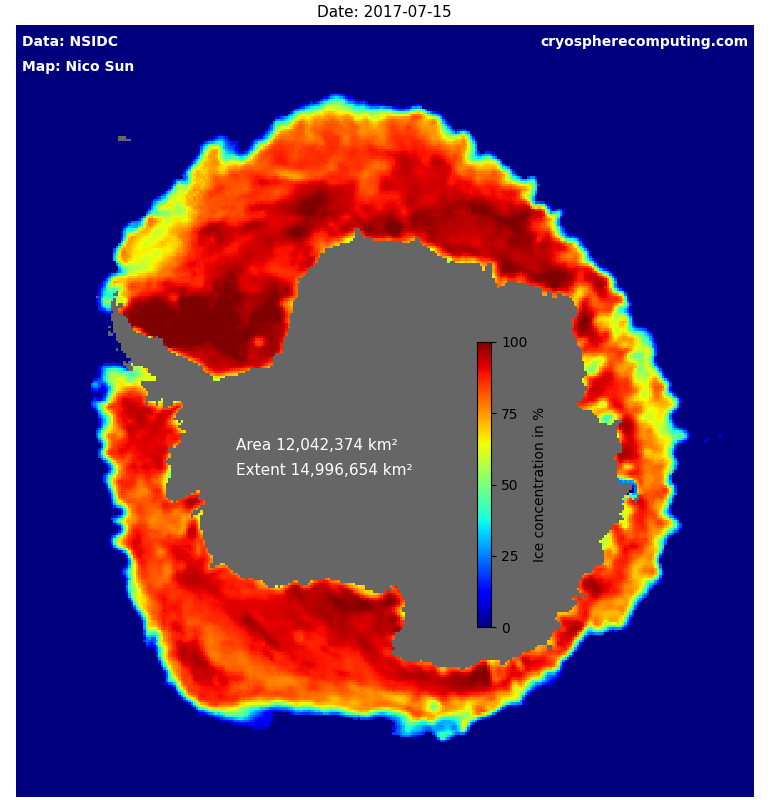 Date: 2017-07-15
Data: NSIDC
cryospherecomputing.com
Map: Nico Sun
100
75
50
25
0
Ice concentration in %
Area 12,042,374 km²
Extent 14,996,654 km²